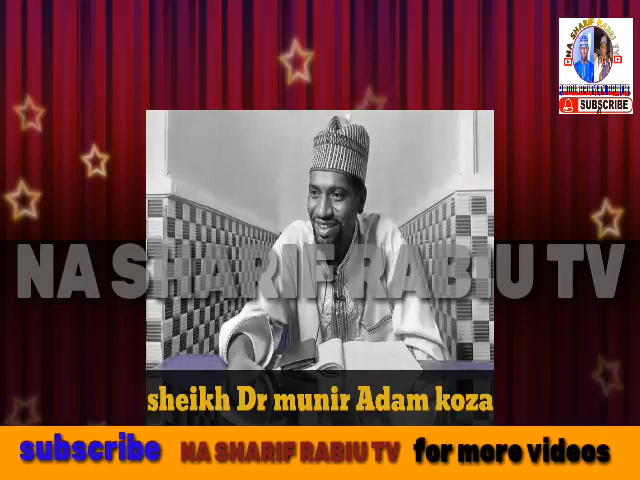 NA SHARIF RABIU TV
SUBSCRIBE
NA SHARIF RABIU TV
sheikh Dr munir Adam koza
subscribe NA SHARIF RABIU TV for more videos